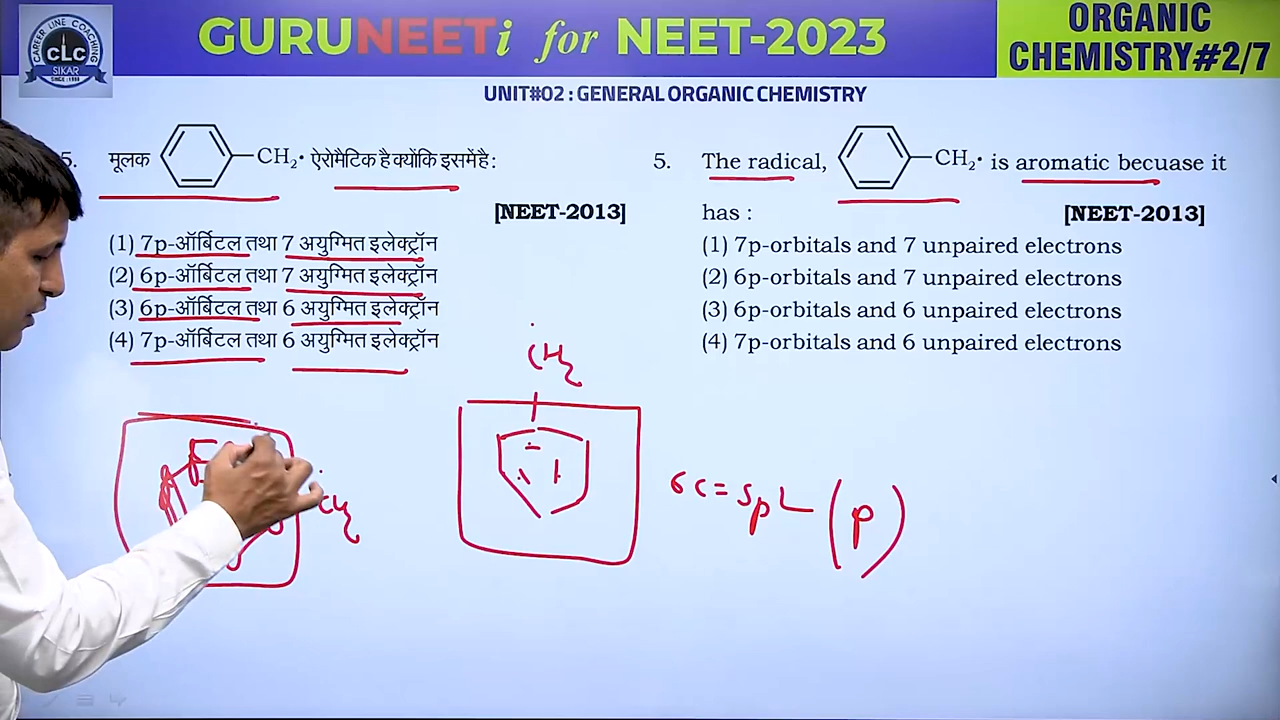 CAREER LINE COACHING
CLC
SIKAR
SINCE : 1996
GURUNEETi for NEET-2023
ORGANIC
CHEMISTRY#2/7
UNIT#02 : GENERAL ORGANIC CHEMISTRY
5. मूलक CH₂• ऐरोमैटिक है क्योंकि इसमें है :
[NEET-2013]
(1) 7p-ऑर्बिटल तथा 7 अयुग्मित इलेक्ट्रॉन
(2) 6p-ऑर्बिटल तथा 7 अयुग्मित इलेक्ट्रॉन
(3) 6p-ऑर्बिटल तथा 6 अयुग्मित इलेक्ट्रॉन
(4) 7p-ऑर्बिटल तथा 6 अयुग्मित इलेक्ट्रॉन
5. The radical, CH₂• is aromatic becuase it
has : [NEET-2013]
(1) 7p-orbitals and 7 unpaired electrons
(2) 6p-orbitals and 7 unpaired electrons
(3) 6p-orbitals and 6 unpaired electrons
(4) 7p-orbitals and 6 unpaired electrons
ĊH₂
ĊH₂
6C = sp² (p)